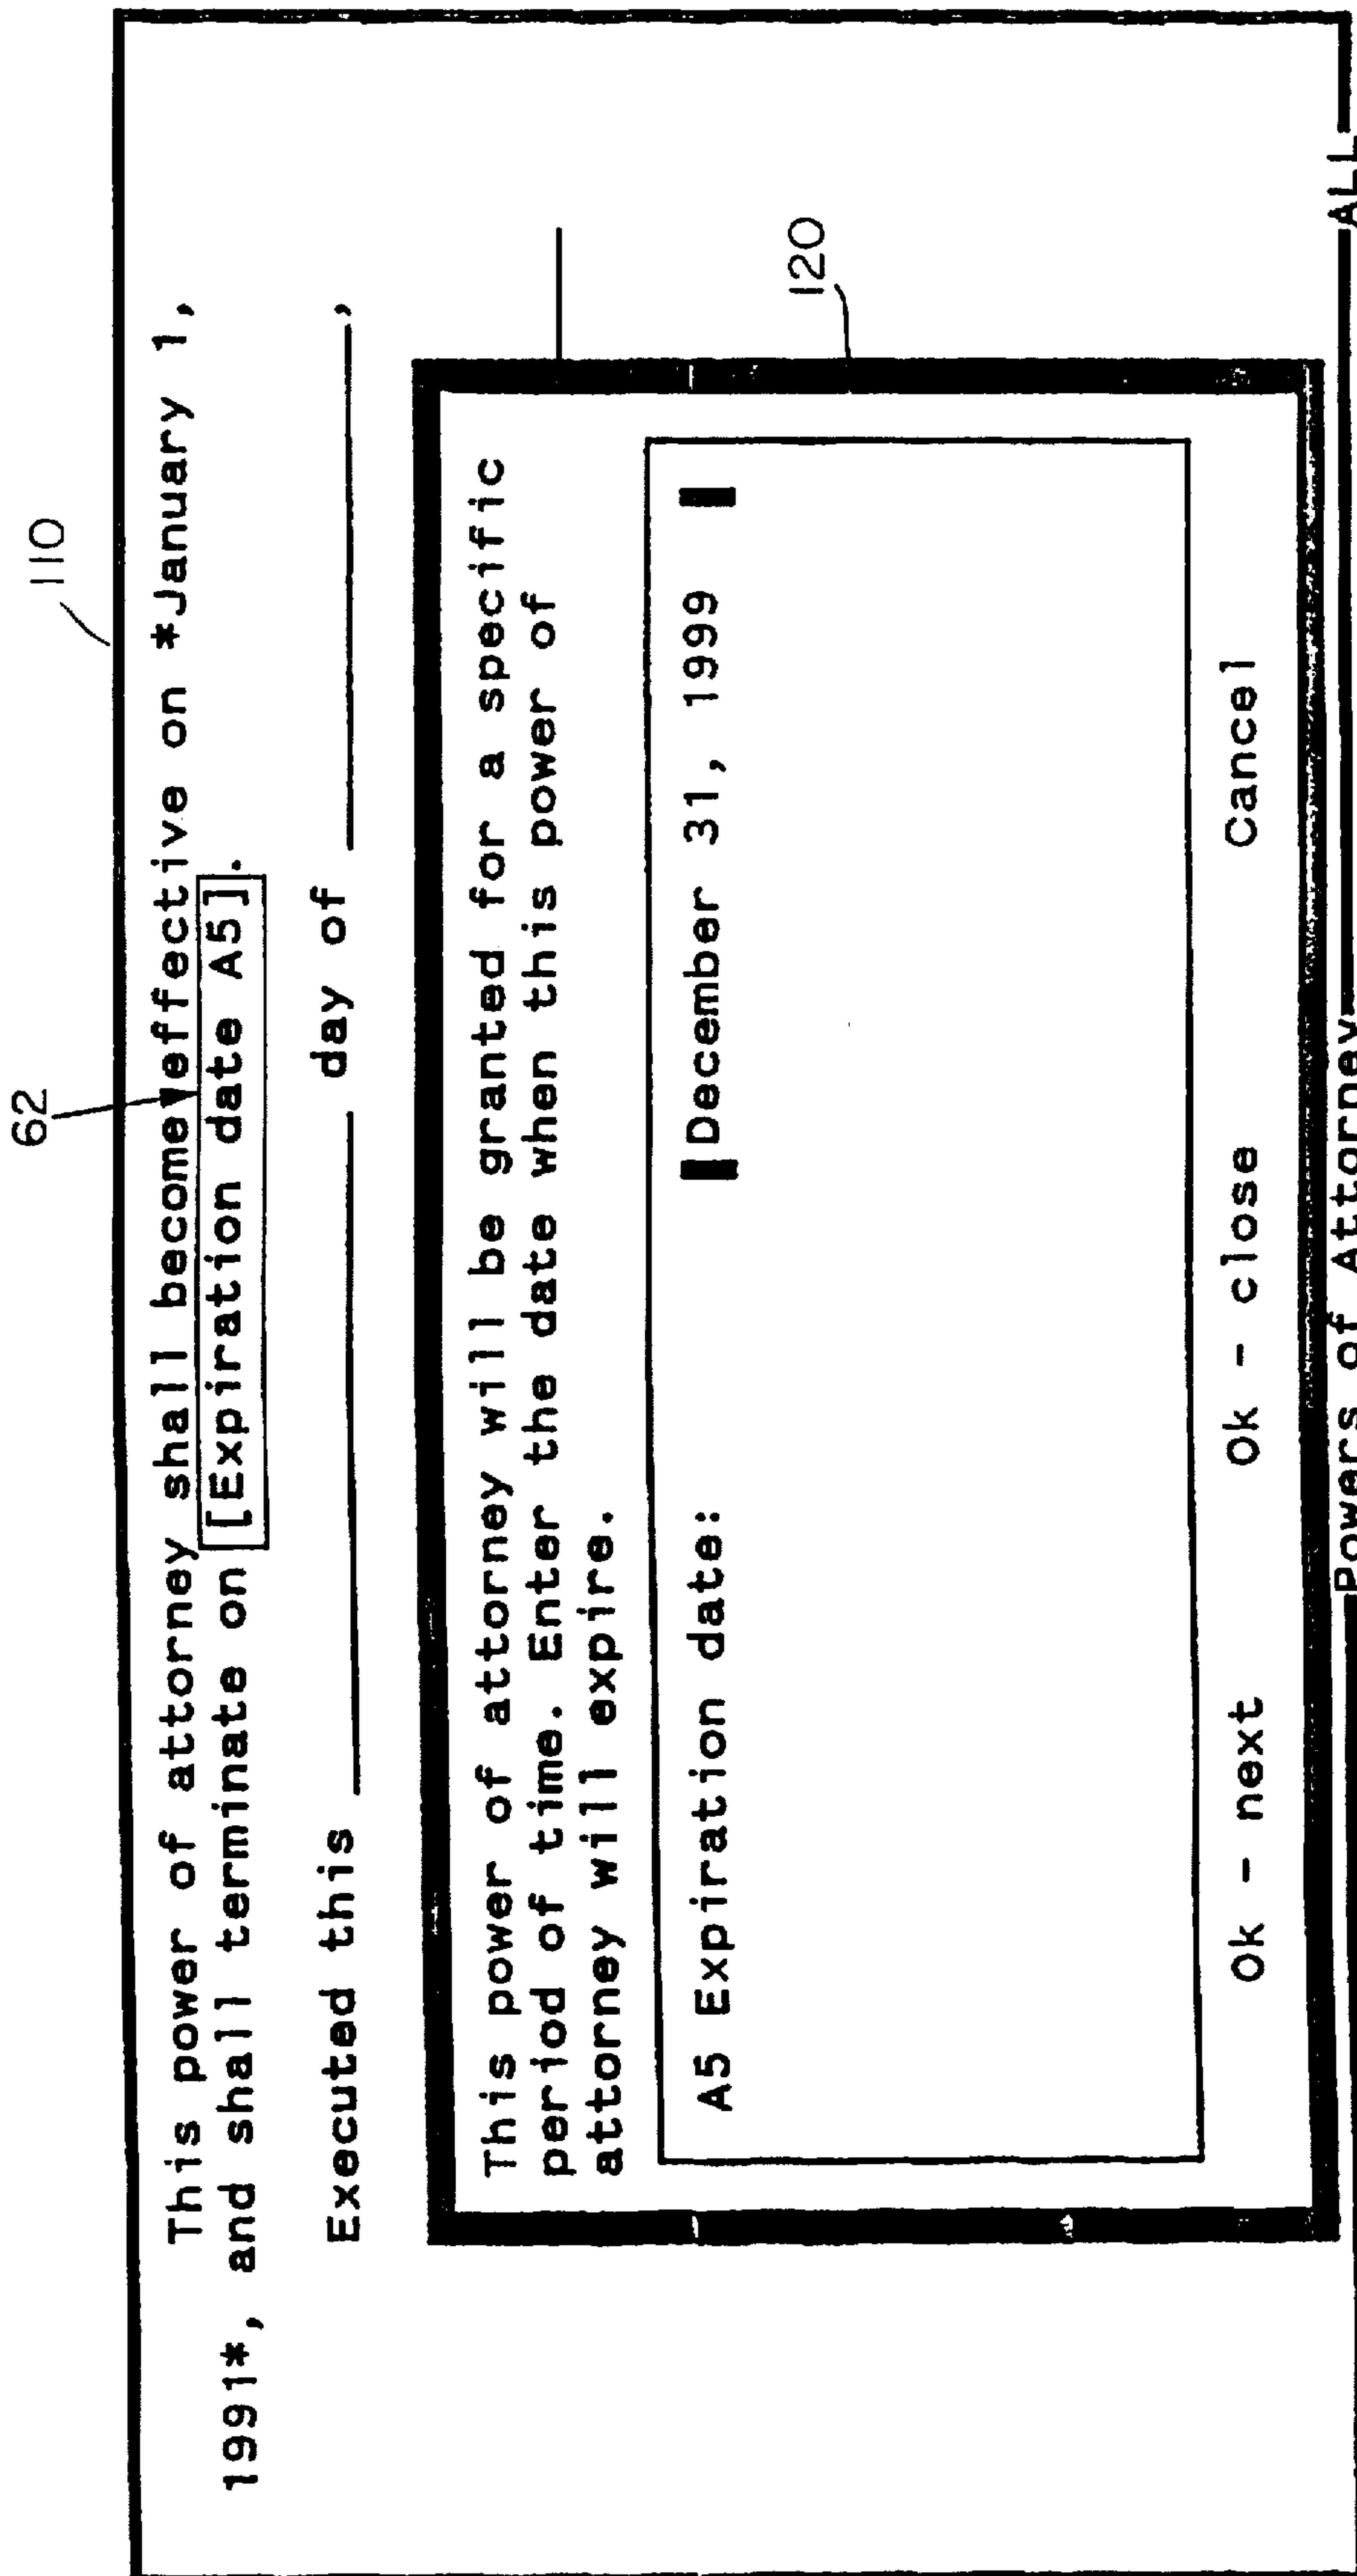 110
62
This power of attorney shall become effective on *January 1,
1991*, and shall terminate on [Expiration date A5].
Executed this day of ,
This power of attorney will be granted for a specific
period of time. Enter the date when this power of
attorney will expire.
120
A5 Expiration date: December 31, 1999
Ok - next Ok - close Cancel
Powers of Attorney ALL